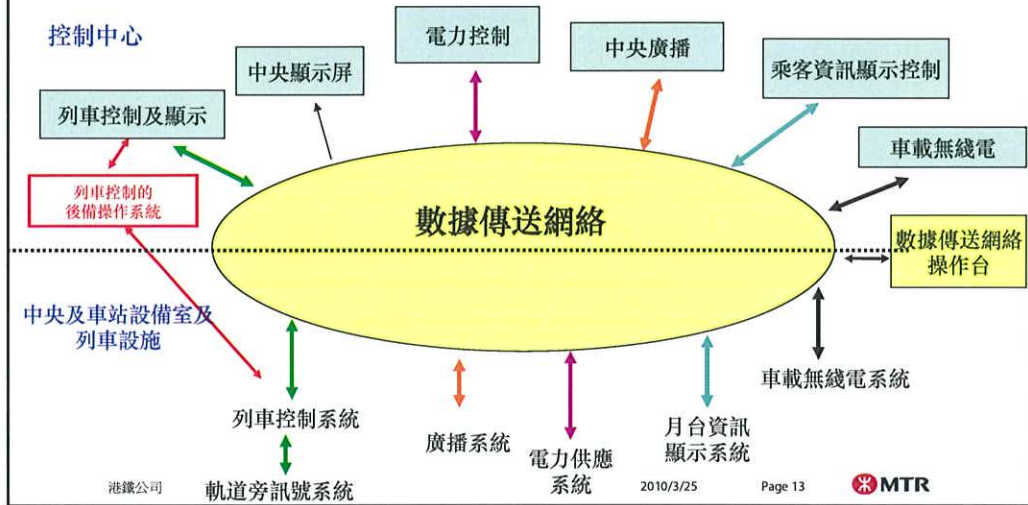 控制中心
電力控制
中央廣播
中央顯示屏
乘客資訊顯示控制
列車控制及顯示
車載無綫電
列車控制的
後備操作系統
數據傳送網絡
數據傳送網絡
操作台
中央及車站設備室及
列車設施
車載無綫電系統
列車控制系統
廣播系統
月台資訊
顯示系統
電力供應
系統
軌道旁訊號系統
港鐵公司
2010/3/25
Page 13
MTR